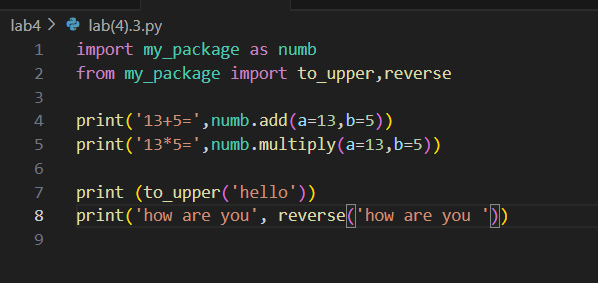 lab4 > lab(4).3.py
1 import my_package as numb
2 from my_package import to_upper,reverse
3
4 print('13+5=',numb.add(a=13,b=5))
5 print('13*5=',numb.multiply(a=13,b=5))
6
7 print (to_upper('hello'))
8 print('how are you', reverse('how are you '))
9